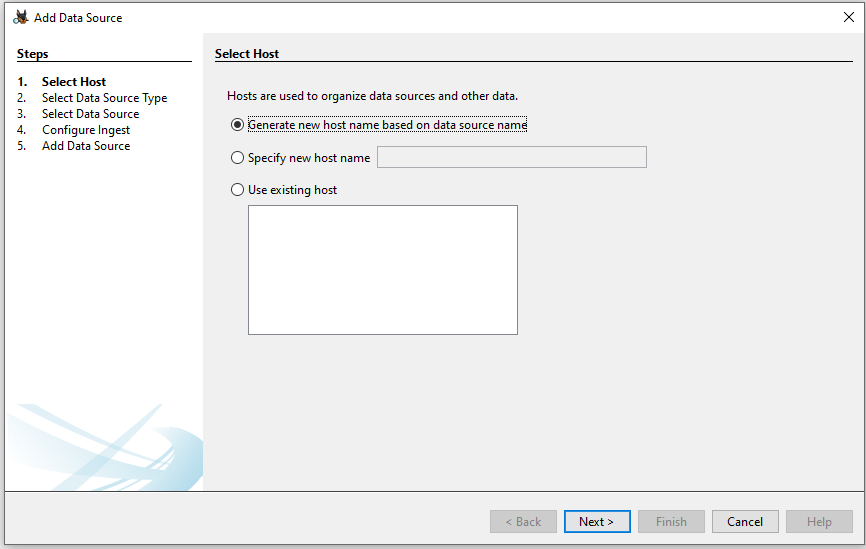 Add Data Source
Steps
1. Select Host
2. Select Data Source Type
3. Select Data Source
4. Configure Ingest
5. Add Data Source
Select Host
Hosts are used to organize data sources and other data.
Generate new host name based on data source name
Specify new host name
Use existing host
< Back Next > Finish Cancel Help